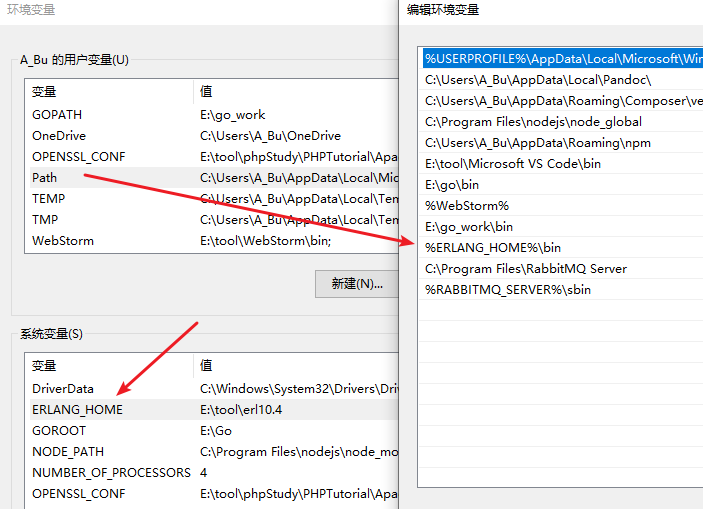 环境变量
A_Bu 的用户变量(U)
变量 值
GOPATH E:\go_work
OneDrive C:\Users\A_Bu\OneDrive
OPENSSL_CONF E:\tool\phpStudy\PHPTutorial\Apa
Path C:\Users\A_Bu\AppData\Local\Mic
TEMP C:\Users\A_Bu\AppData\Local\Tem
TMP C:\Users\A_Bu\AppData\Local\Tem
WebStorm E:\tool\WebStorm\bin;
新建(N)...
系统变量(S)
变量 值
DriverData C:\Windows\System32\Drivers\Driv
ERLANG_HOME E:\tool\erl10.4
GOROOT E:\Go
NODE_PATH C:\Program Files\nodejs\node_mo
NUMBER_OF_PROCESSORS 4
OPENSSL_CONF E:\tool\phpStudy\PHPTutorial\Apa
编辑环境变量
%USERPROFILE%\AppData\Local\Microsoft\Win
C:\Users\A_Bu\AppData\Local\Pandoc\
C:\Users\A_Bu\AppData\Roaming\Composer\ve
C:\Program Files\nodejs\node_global
C:\Users\A_Bu\AppData\Roaming\npm
E:\tool\Microsoft VS Code\bin
E:\go\bin
%WebStorm%
E:\go_work\bin
%ERLANG_HOME%\bin
C:\Program Files\RabbitMQ Server
%RABBITMQ_SERVER%\sbin